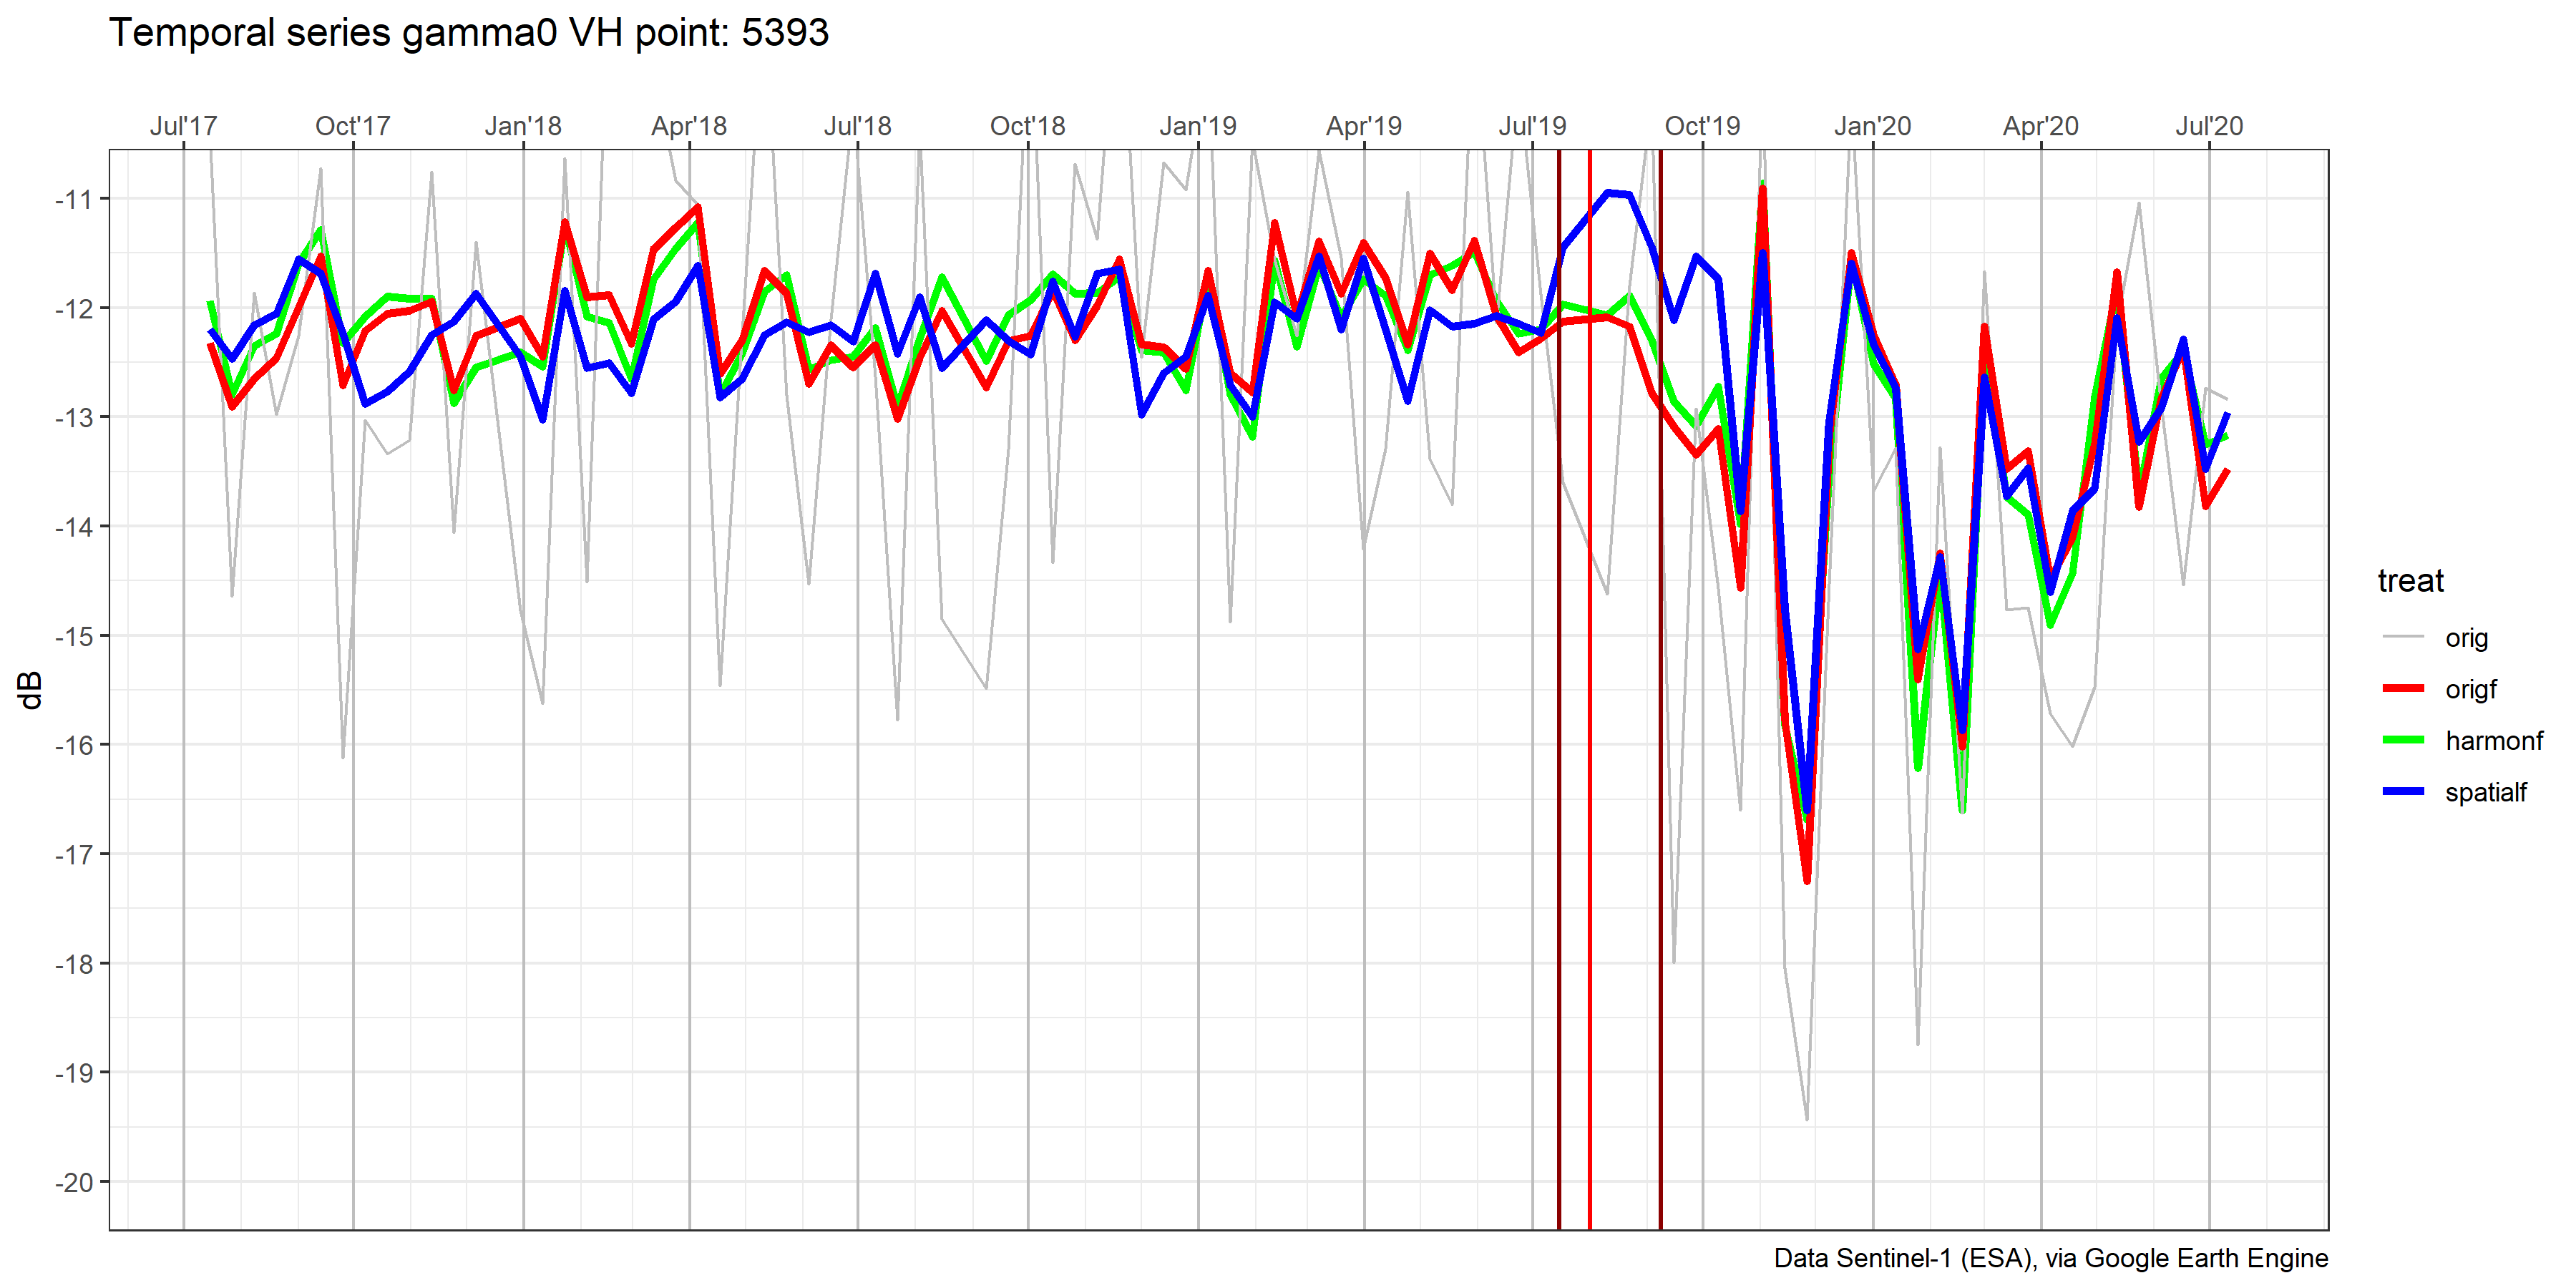 Temporal series gamma0 VH point: 5393
Jul'17 Oct'17 Jan'18 Apr'18 Jul'18 Oct'18 Jan'19 Apr'19 Jul'19 Oct'19 Jan'20 Apr'20 Jul'20
-11
-12
-13
-14
-15
-16
-17
-18
-19
-20
dB
treat
orig
origf
harmonf
spatialf
Data Sentinel-1 (ESA), via Google Earth Engine